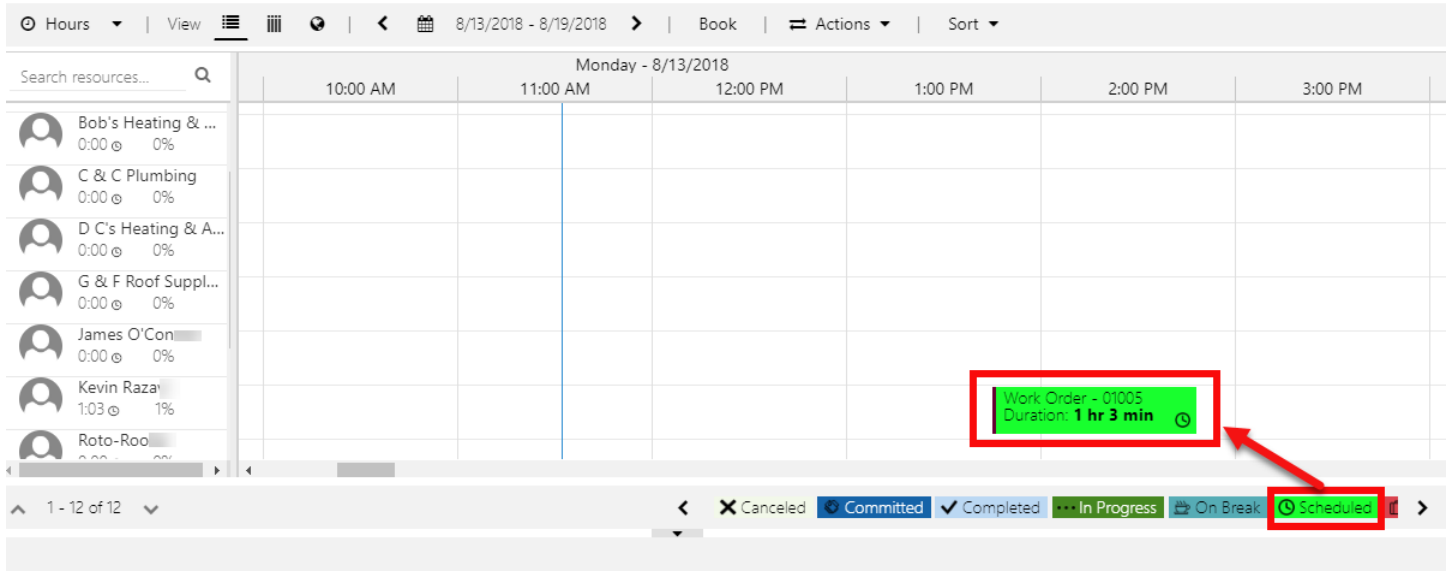 Hours | View | 8/13/2018 - 8/19/2018 | Book | Actions | Sort
Search resources...
Monday - 8/13/2018
10:00 AM 11:00 AM 12:00 PM 1:00 PM 2:00 PM 3:00 PM
Bob's Heating & ...
0:00 0%
C & C Plumbing
0:00 0%
D C's Heating & A...
0:00 0%
G & F Roof Suppl...
0:00 0%
James O'Con
0:00 0%
Kevin Raza
1:03 1%
Work Order - 01005
Duration: 1 hr 3 min
Roto-Roo
1 - 12 of 12
Canceled Committed Completed In Progress On Break Scheduled